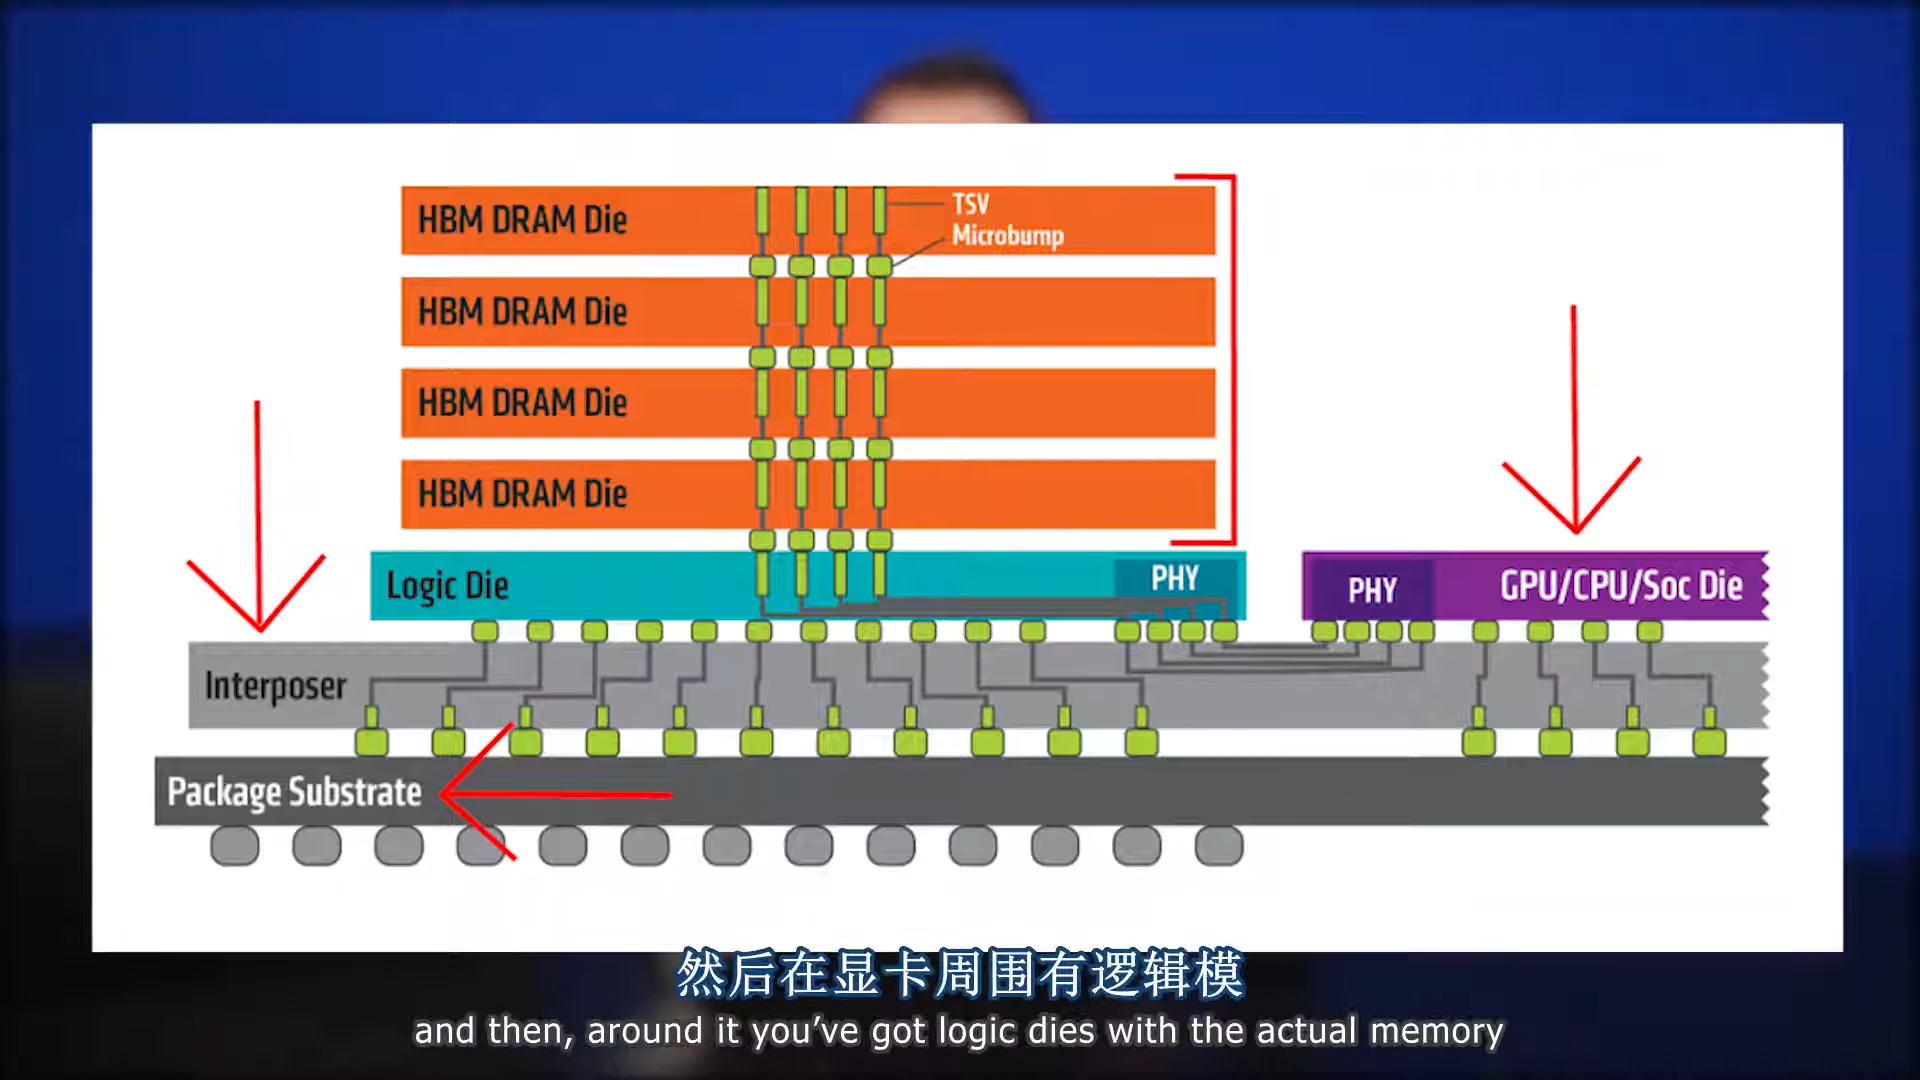 HBM DRAM Die
TSV
Microbump
HBM DRAM Die
HBM DRAM Die
HBM DRAM Die
Logic Die
PHY
PHY
GPU/CPU/Soc Die
Interposer
Package Substrate
然后在显卡周围有逻辑模
and then, around it you've got logic dies with the actual memory